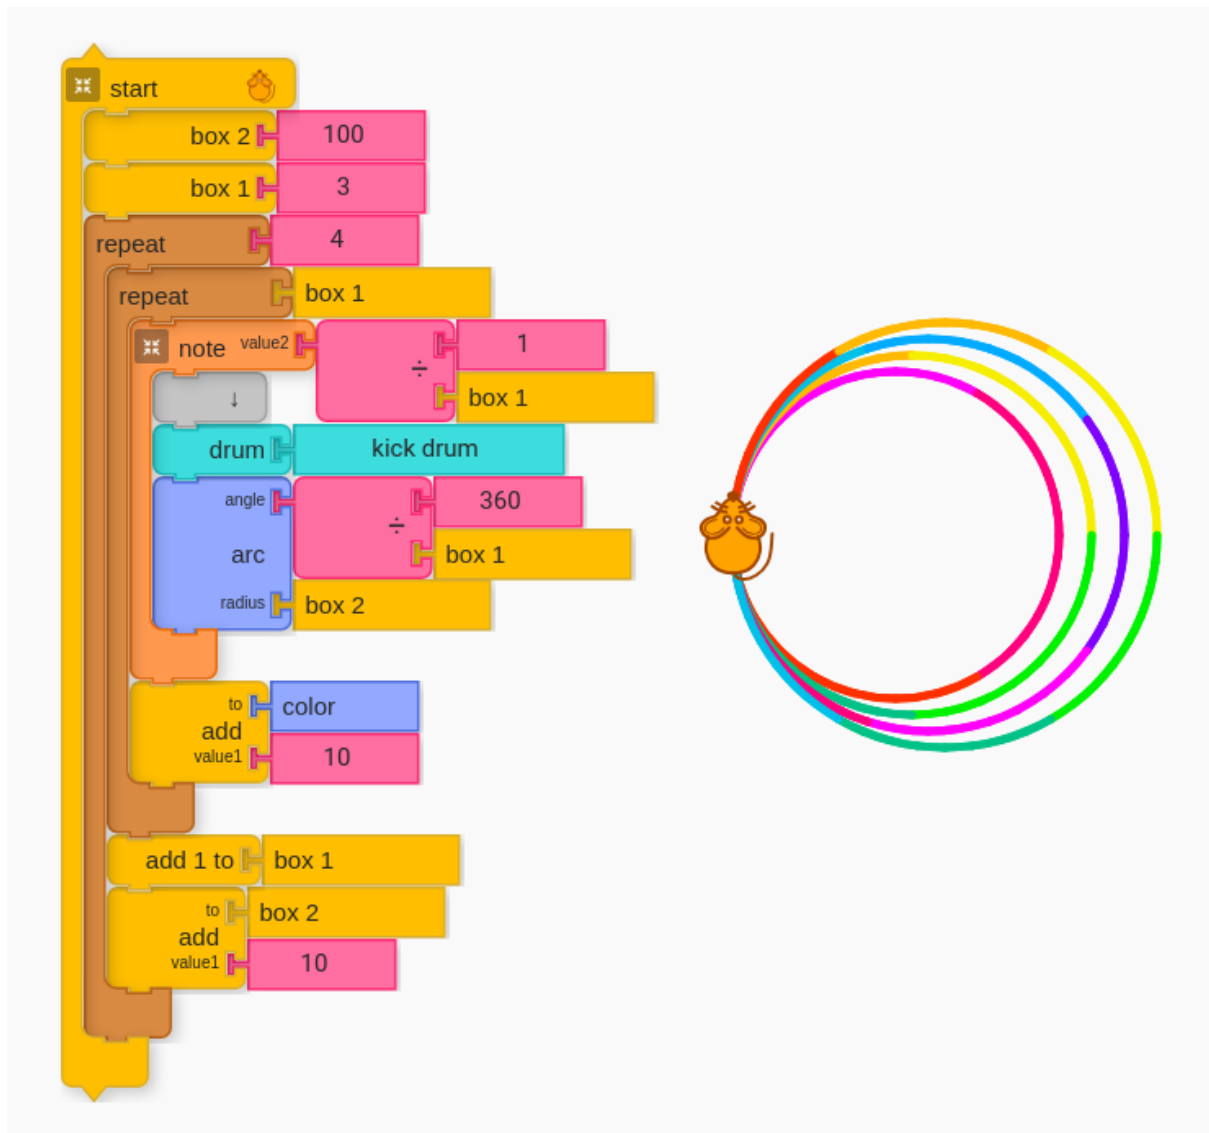 start
box 2 100
box 1 3
repeat 4
repeat box 1
note value2 ÷ 1
box 1
↓
drum kick drum
angle ÷ 360
arc box 1
radius box 2
to color
add
value1 10
add 1 to box 1
to box 2
add
value1 10